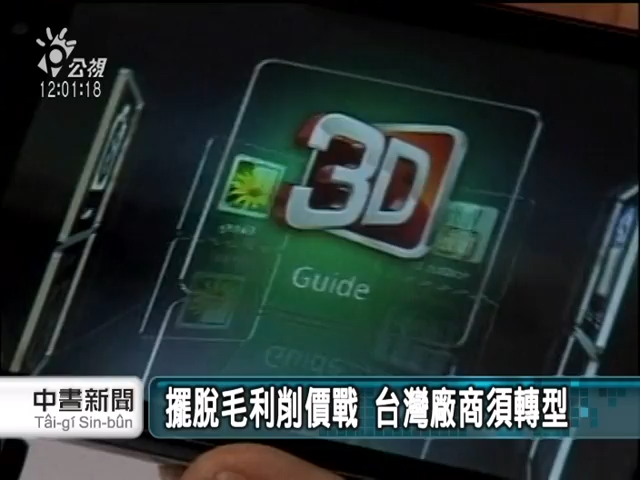 公視
12:01:18
3D
Guide
中晝新聞
Tâi-gí Sin-bûn
擺脫毛利削價戰 台灣廠商須轉型